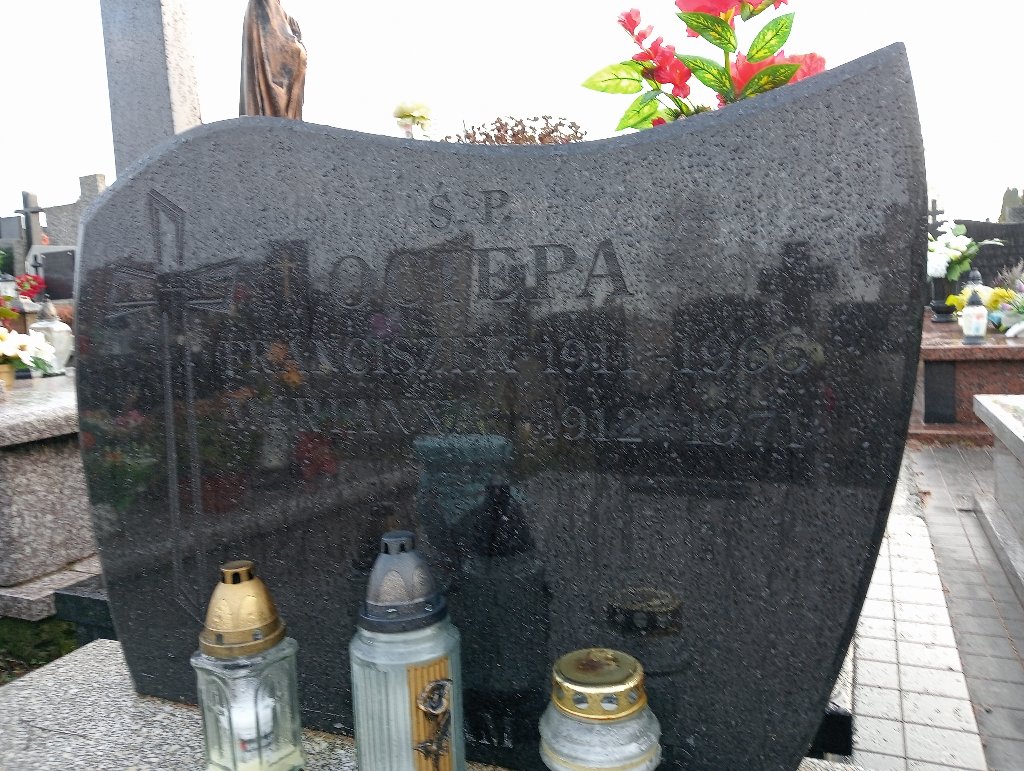 Ś. P.
OCIEPA
FRANCISZEK 1911 - 1966
MARIANNA 1912 - 1971